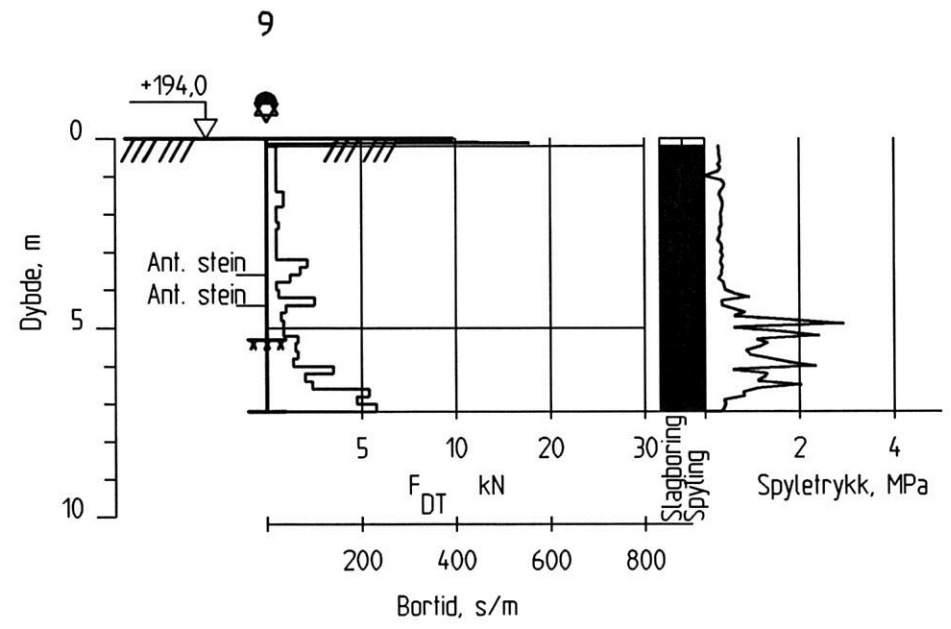 9
+194,0
0
Ant. stein
Ant. stein
Dybde, m
5
10
5 10 20 30
F DT kN
Slagboring
Spyling
2 4
Spyletrykk, MPa
200 400 600 800
Bortid, s/m